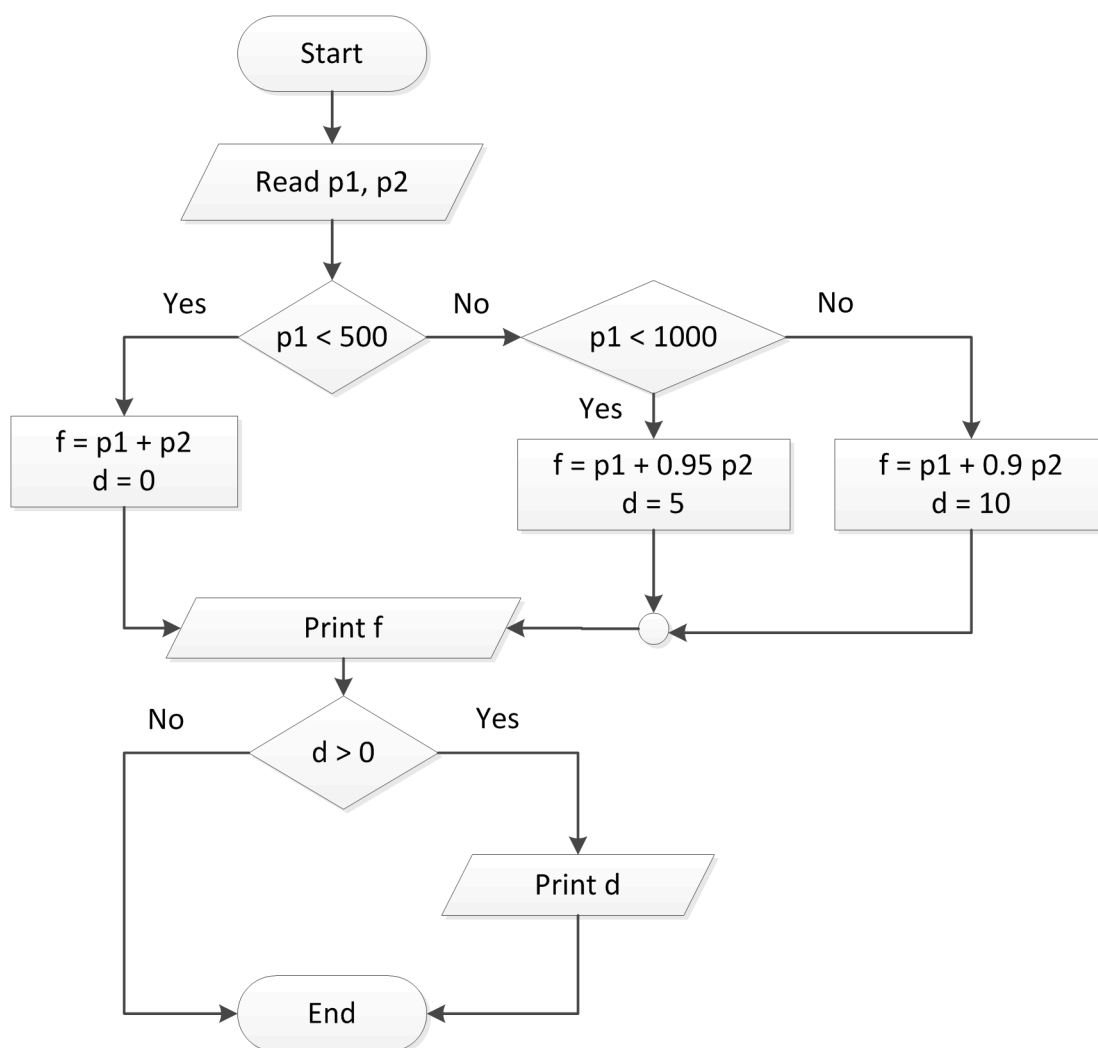 Start
Read p1, p2
Yes
p1 < 500
No
p1 < 1000
No
Yes
f = p1 + p2
d = 0
f = p1 + 0.95 p2
d = 5
f = p1 + 0.9 p2
d = 10
Print f
No
d > 0
Yes
Print d
End